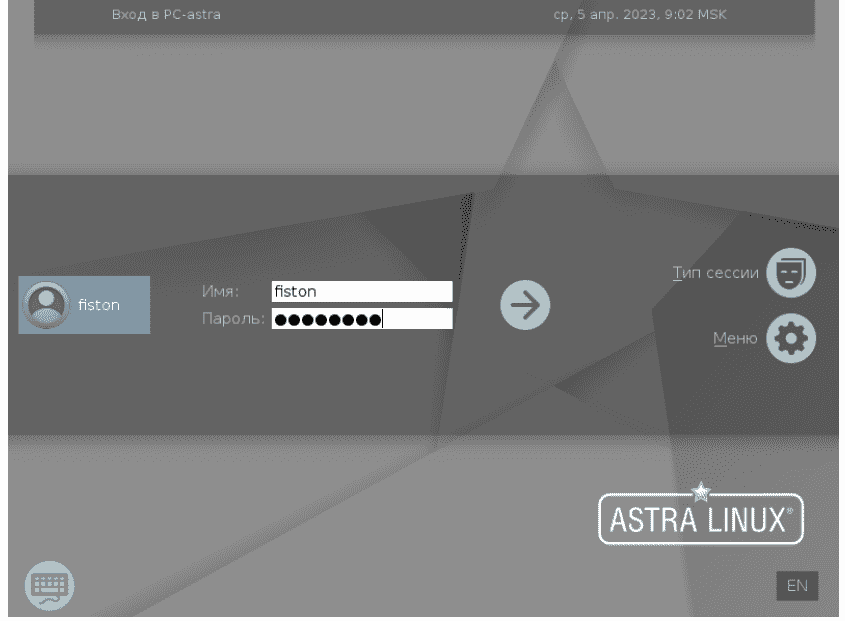 Вход в PC-astra
ср, 5 апр. 2023, 9:02 MSK
fiston
Имя: fiston
Пароль: ●●●●●●●●
Тип сессии
Меню
ASTRA LINUX®
EN